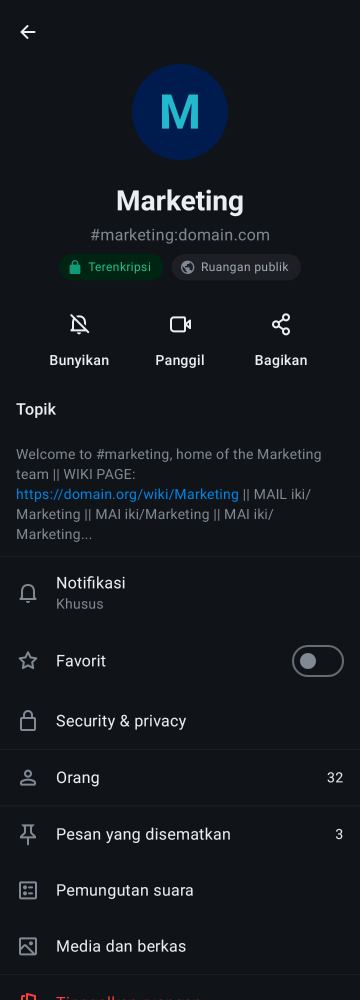 M
Marketing
#marketing:domain.com
Terenkripsi
Ruangan publik
Bunyikan
Panggil
Bagikan
Topik
Welcome to #marketing, home of the Marketing
team || WIKI PAGE:
https://domain.org/wiki/Marketing || MAIL iki/
Marketing || MAI iki/Marketing || MAI iki/
Marketing...
Notifikasi
Khusus
Favorit
Security & privacy
Orang 32
Pesan yang disematkan 3
Pemungutan suara
Media dan berkas